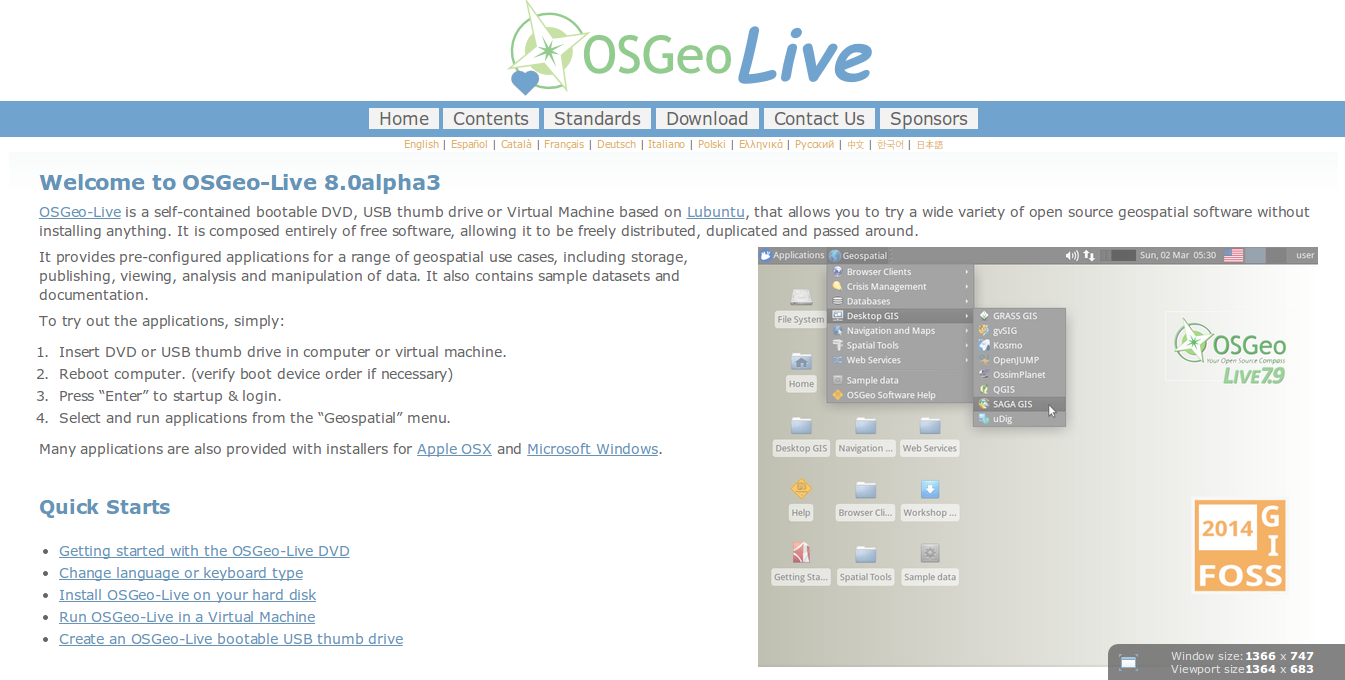 OSGeo Live
Home Contents Standards Download Contact Us Sponsors
English | Español | Català | Français | Deutsch | Italiano | Polski | Ελληνικά | Русский | 中文 | 한국어 | 日本語
Welcome to OSGeo-Live 8.0alpha3
OSGeo-Live is a self-contained bootable DVD, USB thumb drive or Virtual Machine based on Lubuntu, that allows you to try a wide variety of open source geospatial software without
installing anything. It is composed entirely of free software, allowing it to be freely distributed, duplicated and passed around.
It provides pre-configured applications for a range of geospatial use cases, including storage,
publishing, viewing, analysis and manipulation of data. It also contains sample datasets and
documentation.
To try out the applications, simply:
1. Insert DVD or USB thumb drive in computer or virtual machine.
2. Reboot computer. (verify boot device order if necessary)
3. Press “Enter” to startup & login.
4. Select and run applications from the “Geospatial” menu.
Many applications are also provided with installers for Apple OSX and Microsoft Windows.
Quick Starts
• Getting started with the OSGeo-Live DVD
• Change language or keyboard type
• Install OSGeo-Live on your hard disk
• Run OSGeo-Live in a Virtual Machine
• Create an OSGeo-Live bootable USB thumb drive
Applications Geospatial Sun, 02 Mar 05:30 user
Browser Clients
Crisis Management
Databases
Desktop GIS
Navigation and Maps
Spatial Tools
Web Services
Sample data
OSGeo Software Help
GRASS GIS
gvSIG
Kosmo
OpenJUMP
OssimPlanet
QGIS
SAGA GIS
uDig
File System
Home
Desktop GIS Navigation ... Web Services
Help Browser Cli... Workshop ...
Getting Sta... Spatial Tools Sample data
OSGeo
Your Open Source Compass
LIVE7.9
2014 GI
FOSS
Window size: 1366 x 747
Viewport size 1364 x 683